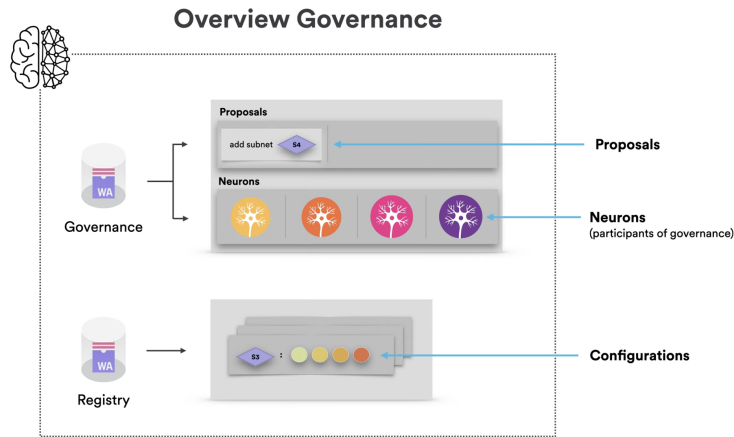 Overview Governance
Proposals
add subnet S4
Proposals
WA
Governance
Neurons
Neurons
(participants of governance)
WA
Registry
S3 :
Configurations